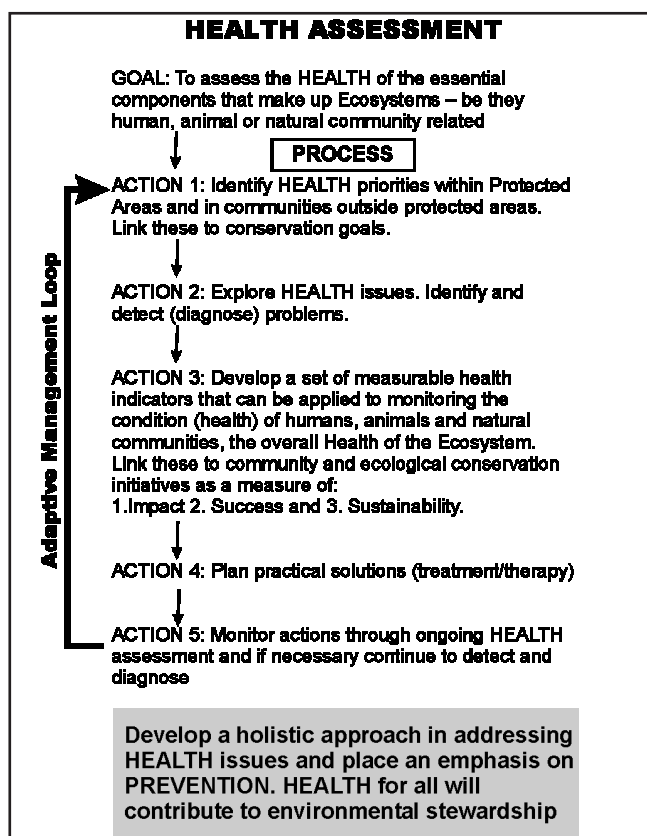 HEALTH ASSESSMENT
GOAL: To assess the HEALTH of the essential
components that make up Ecosystems – be they
human, animal or natural community related
PROCESS
ACTION 1: Identify HEALTH priorities within Protected
Areas and in communities outside protected areas.
Link these to conservation goals.
ACTION 2: Explore HEALTH issues. Identify and
detect (diagnose) problems.
ACTION 3: Develop a set of measurable health
indicators that can be applied to monitoring the
condition (health) of humans, animals and natural
communities, the overall Health of the Ecosystem.
Link these to community and ecological conservation
initiatives as a measure of:
1.Impact 2. Success and 3. Sustainability.
ACTION 4: Plan practical solutions (treatment/therapy)
ACTION 5: Monitor actions through ongoing HEALTH
assessment and if necessary continue to detect and
diagnose
Adaptive Management Loop
Develop a holistic approach in addressing
HEALTH issues and place an emphasis on
PREVENTION. HEALTH for all will
contribute to environmental stewardship